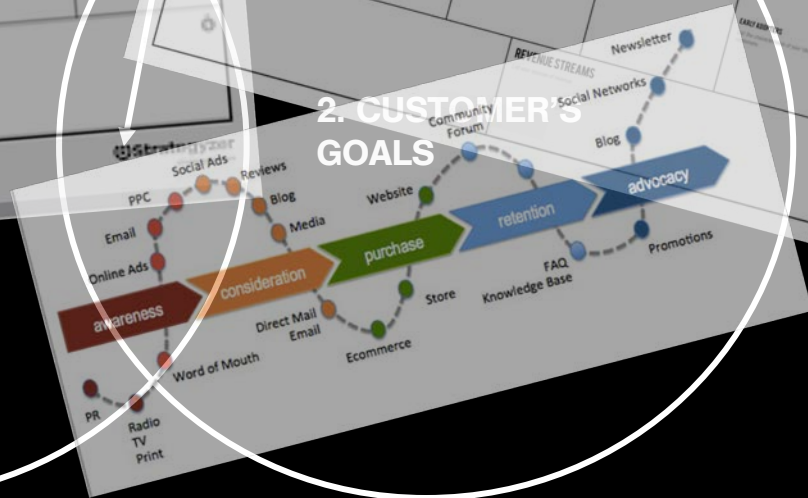 EARLY ADOPTERS
REVENUE STREAMS
2. CUSTOMER'S
GOALS
Strategyzer
Newsletter
Social Networks
Community
Forum
Blog
Social Ads
Reviews
PPC
Blog
Email
Media
Online Ads
Website
awareness
consideration
purchase
retention
advocacy
Promotions
FAQ
Knowledge Base
Store
Direct Mail
Email
Ecommerce
Word of Mouth
PR
Radio
TV
Print